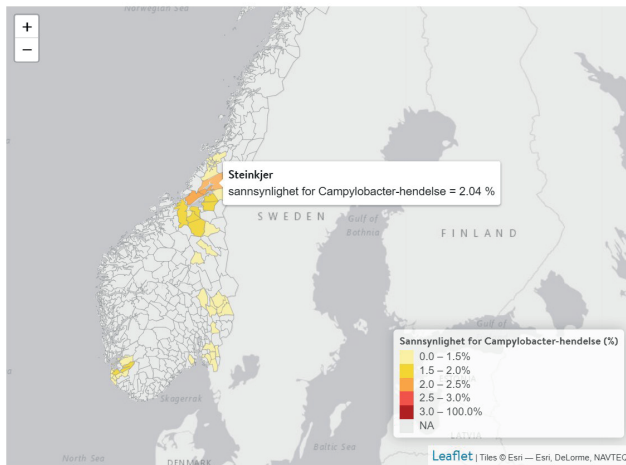 Norwegian Sea
+
−
Steinkjer
sannsynlighet for Campylobacter-hendelse = 2.04 %
SWEDEN
Gulf of
Bothnia
FINLAND
Gulf of
Sannsynlighet for Campylobacter-hendelse (%)
0.0 – 1.5%
1.5 – 2.0%
2.0 – 2.5%
2.5 – 3.0%
3.0 – 100.0%
NA
Skagerrak
LATVIA
Baltic Sea
North Sea
DENMARK
Leaflet | Tiles © Esri — Esri, DeLorme, NAVTEQ